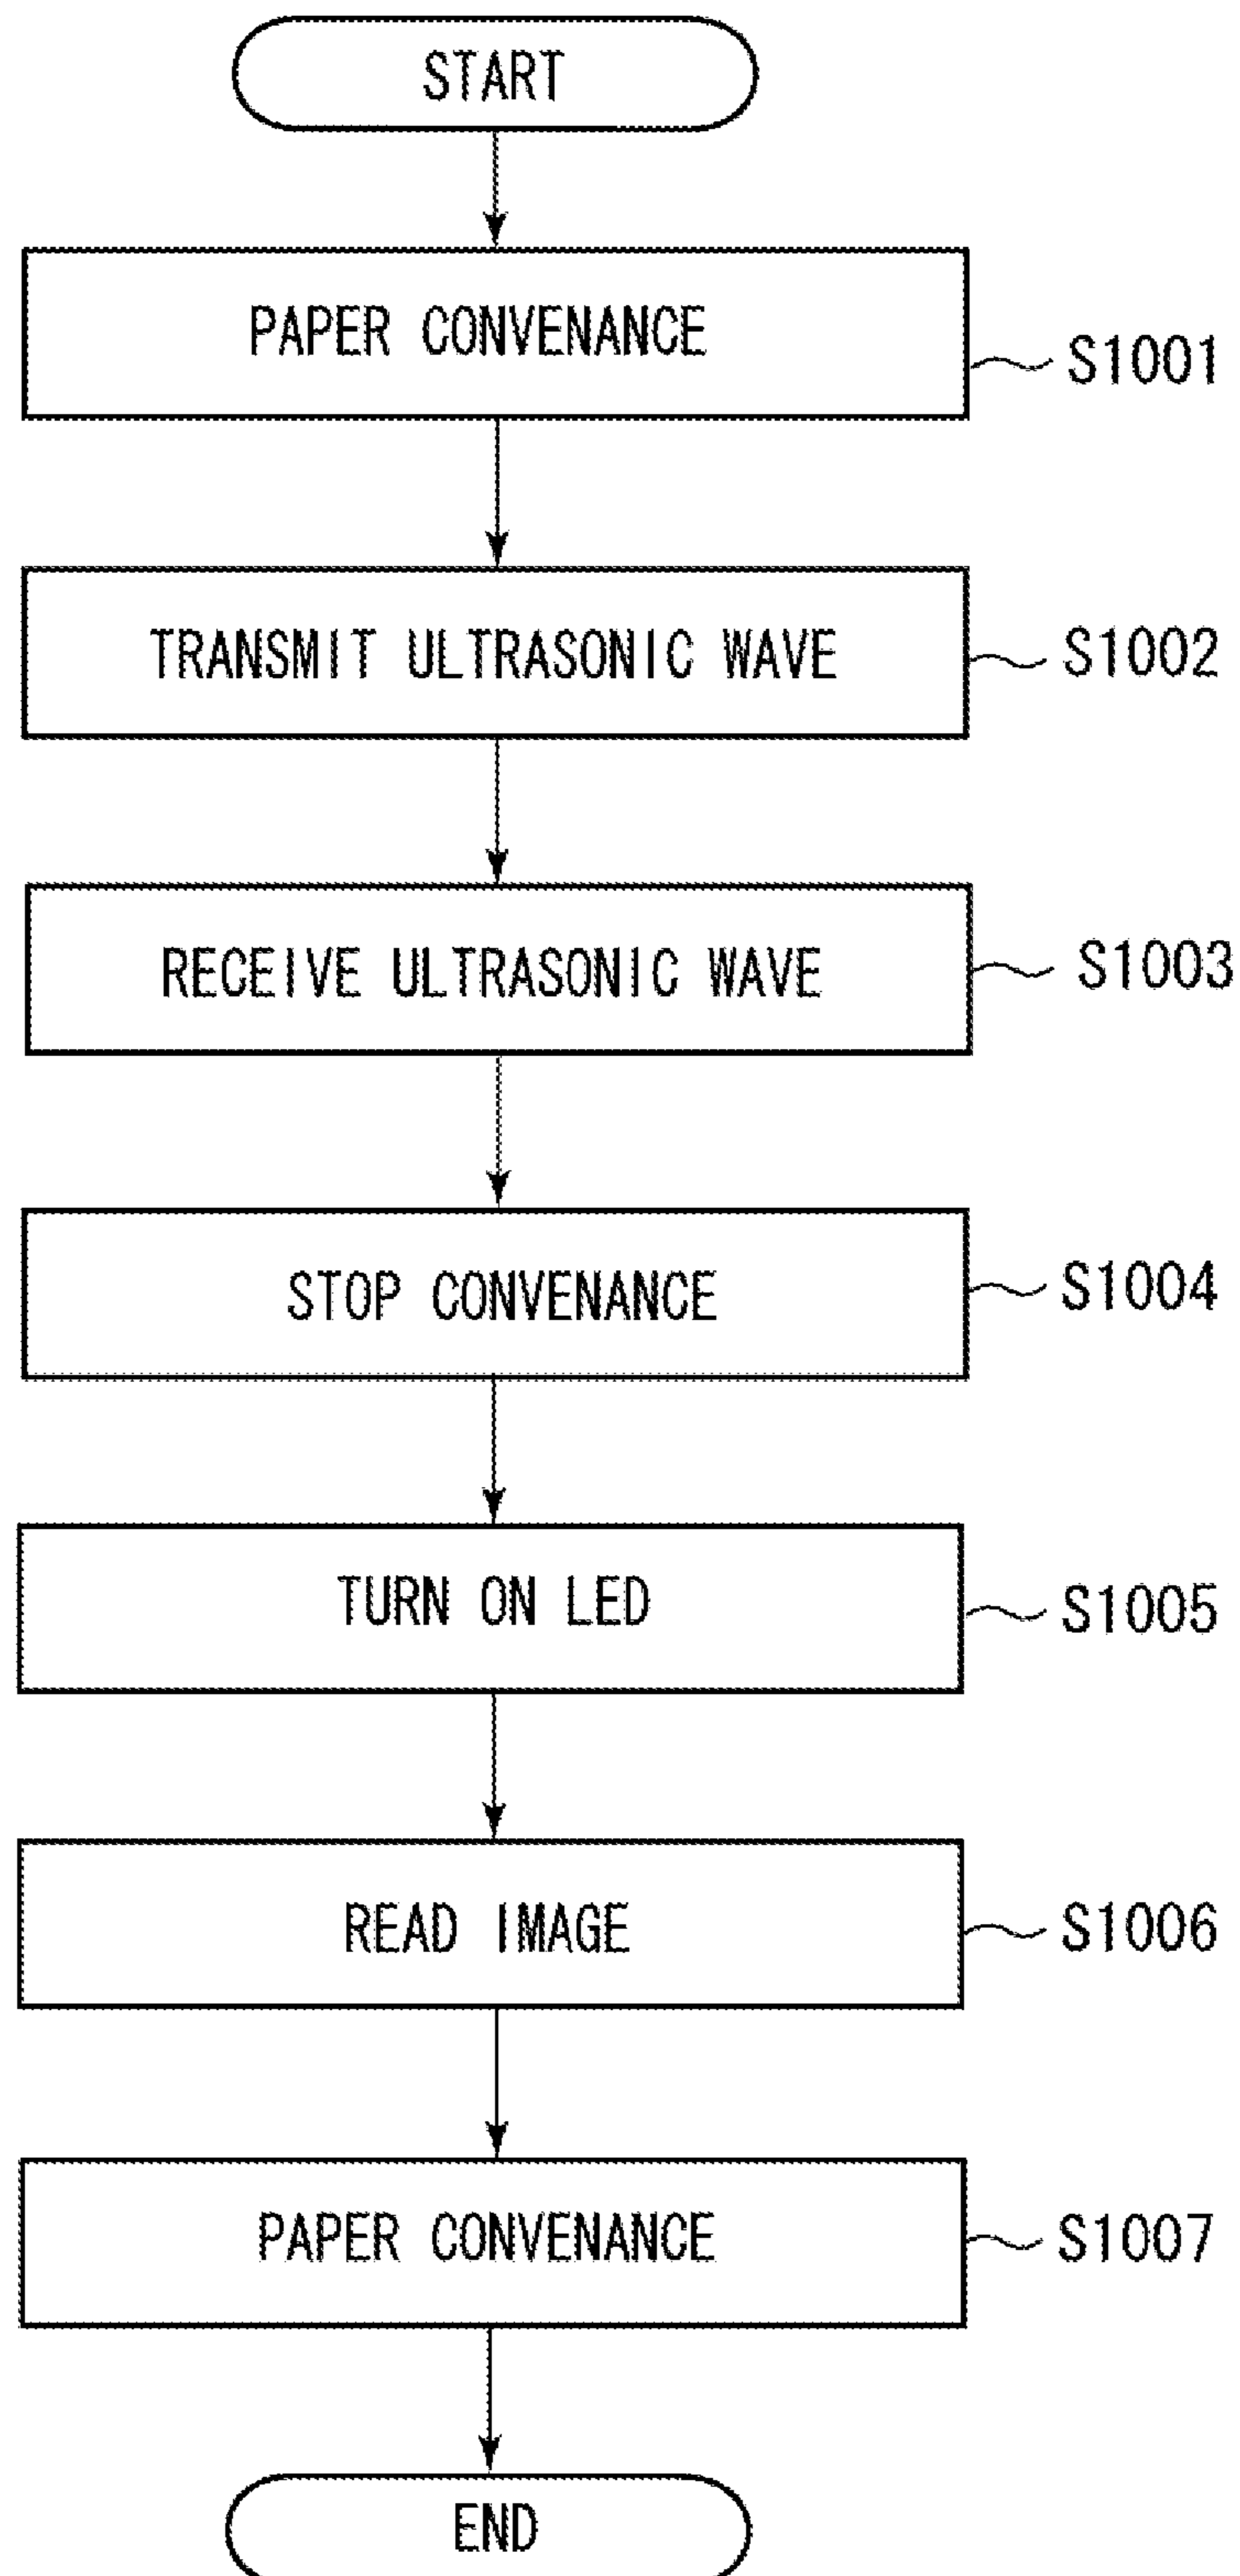 START
PAPER CONVENANCE
S1001
TRANSMIT ULTRASONIC WAVE
S1002
RECEIVE ULTRASONIC WAVE
S1003
STOP CONVENANCE
S1004
TURN ON LED
S1005
READ IMAGE
S1006
PAPER CONVENANCE
S1007
END